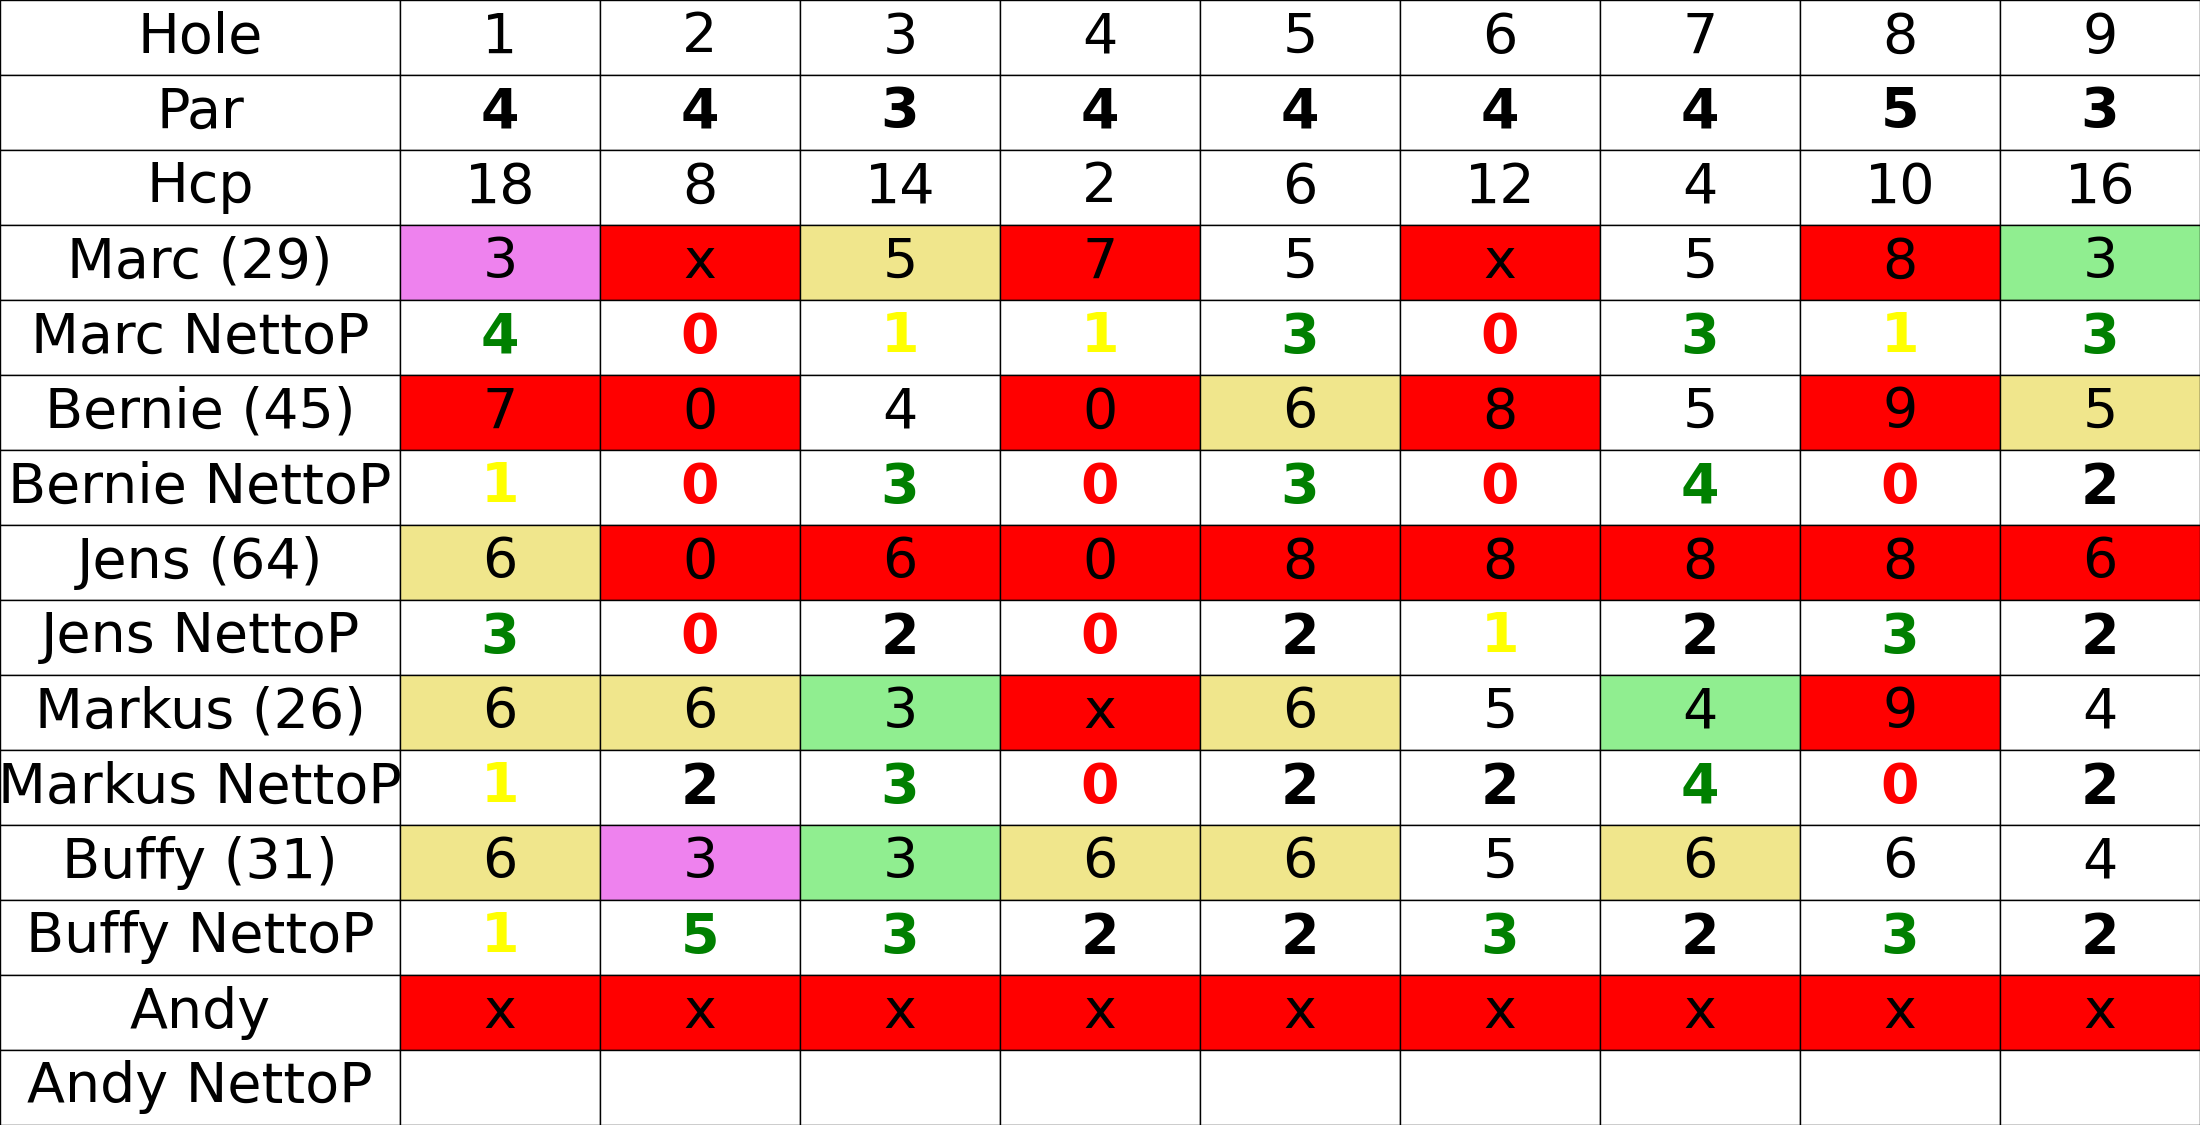 Hole 1 2 3 4 5 6 7 8 9
Par 4 4 3 4 4 4 4 5 3
Hcp 18 8 14 2 6 12 4 10 16
Marc (29) 3 x 5 7 5 x 5 8 3
Marc NettoP 4 0 1 1 3 0 3 1 3
Bernie (45) 7 0 4 0 6 8 5 9 5
Bernie NettoP 1 0 3 0 3 0 4 0 2
Jens (64) 6 0 6 0 8 8 8 8 6
Jens NettoP 3 0 2 0 2 1 2 3 2
Markus (26) 6 6 3 x 6 5 4 9 4
Markus NettoP 1 2 3 0 2 2 4 0 2
Buffy (31) 6 3 3 6 6 5 6 6 4
Buffy NettoP 1 5 3 2 2 3 2 3 2
Andy x x x x x x x x x
Andy NettoP